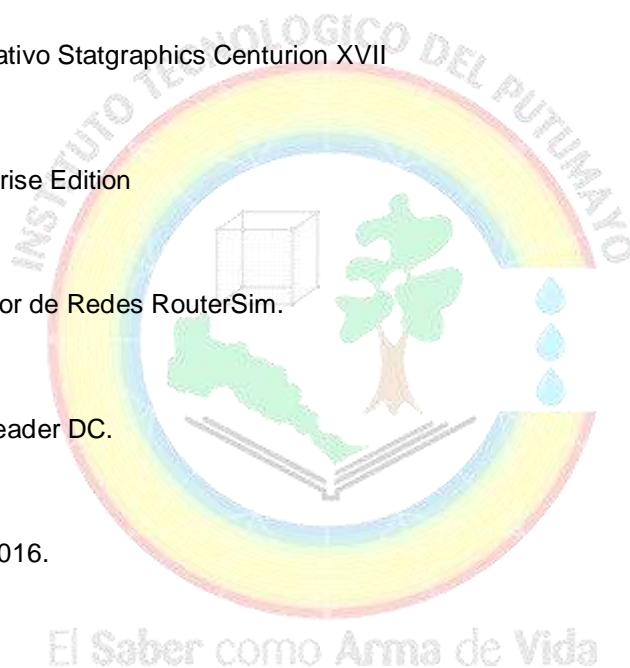 INSTITUTO TECNOLOGICO DEL PUTUMAYO
ativo Statgraphics Centurion XVII
rise Edition
or de Redes RouterSim.
eader DC.
016.
El Saber como Arma de Vida